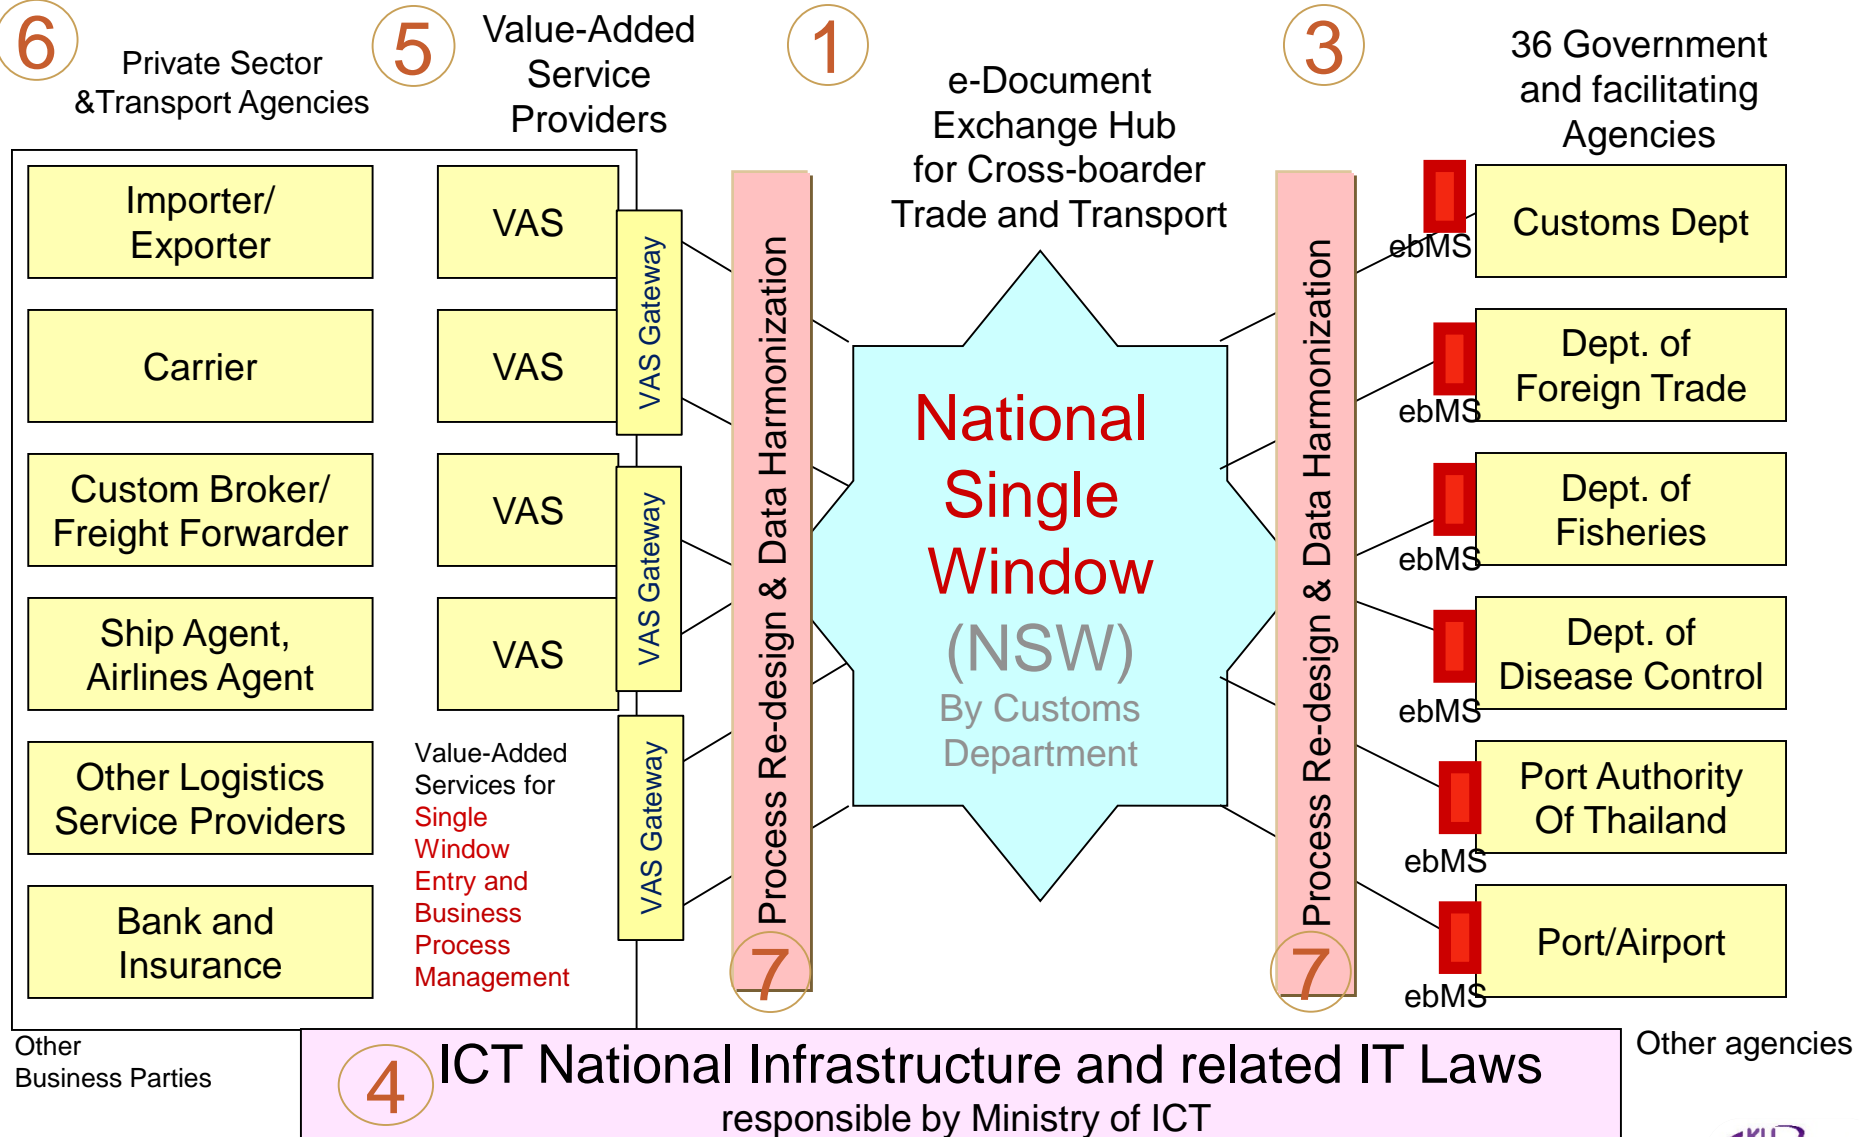 6
Private Sector
&Transport Agencies
5
Value-Added
Service
Providers
1
e-Document
Exchange Hub
for Cross-boarder
Trade and Transport
3
36 Government
and facilitating
Agencies
Importer/
Exporter
Carrier
Custom Broker/
Freight Forwarder
Ship Agent,
Airlines Agent
Other Logistics
Service Providers
Bank and
Insurance
VAS
VAS
VAS
VAS
Value-Added
Services for
Single
Window
Entry and
Business
Process
Management
VAS Gateway
VAS Gateway
VAS Gateway
Process Re-design & Data Harmonization
7
National
Single
Window
(NSW)
By Customs
Department
Process Re-design & Data Harmonization
7
ebMS
Customs Dept
ebMS
Dept. of
Foreign Trade
ebMS
Dept. of
Fisheries
ebMS
Dept. of
Disease Control
ebMS
Port Authority
Of Thailand
ebMS
Port/Airport
Other
Business Parties
4
ICT National Infrastructure and related IT Laws
responsible by Ministry of ICT
Other agencies